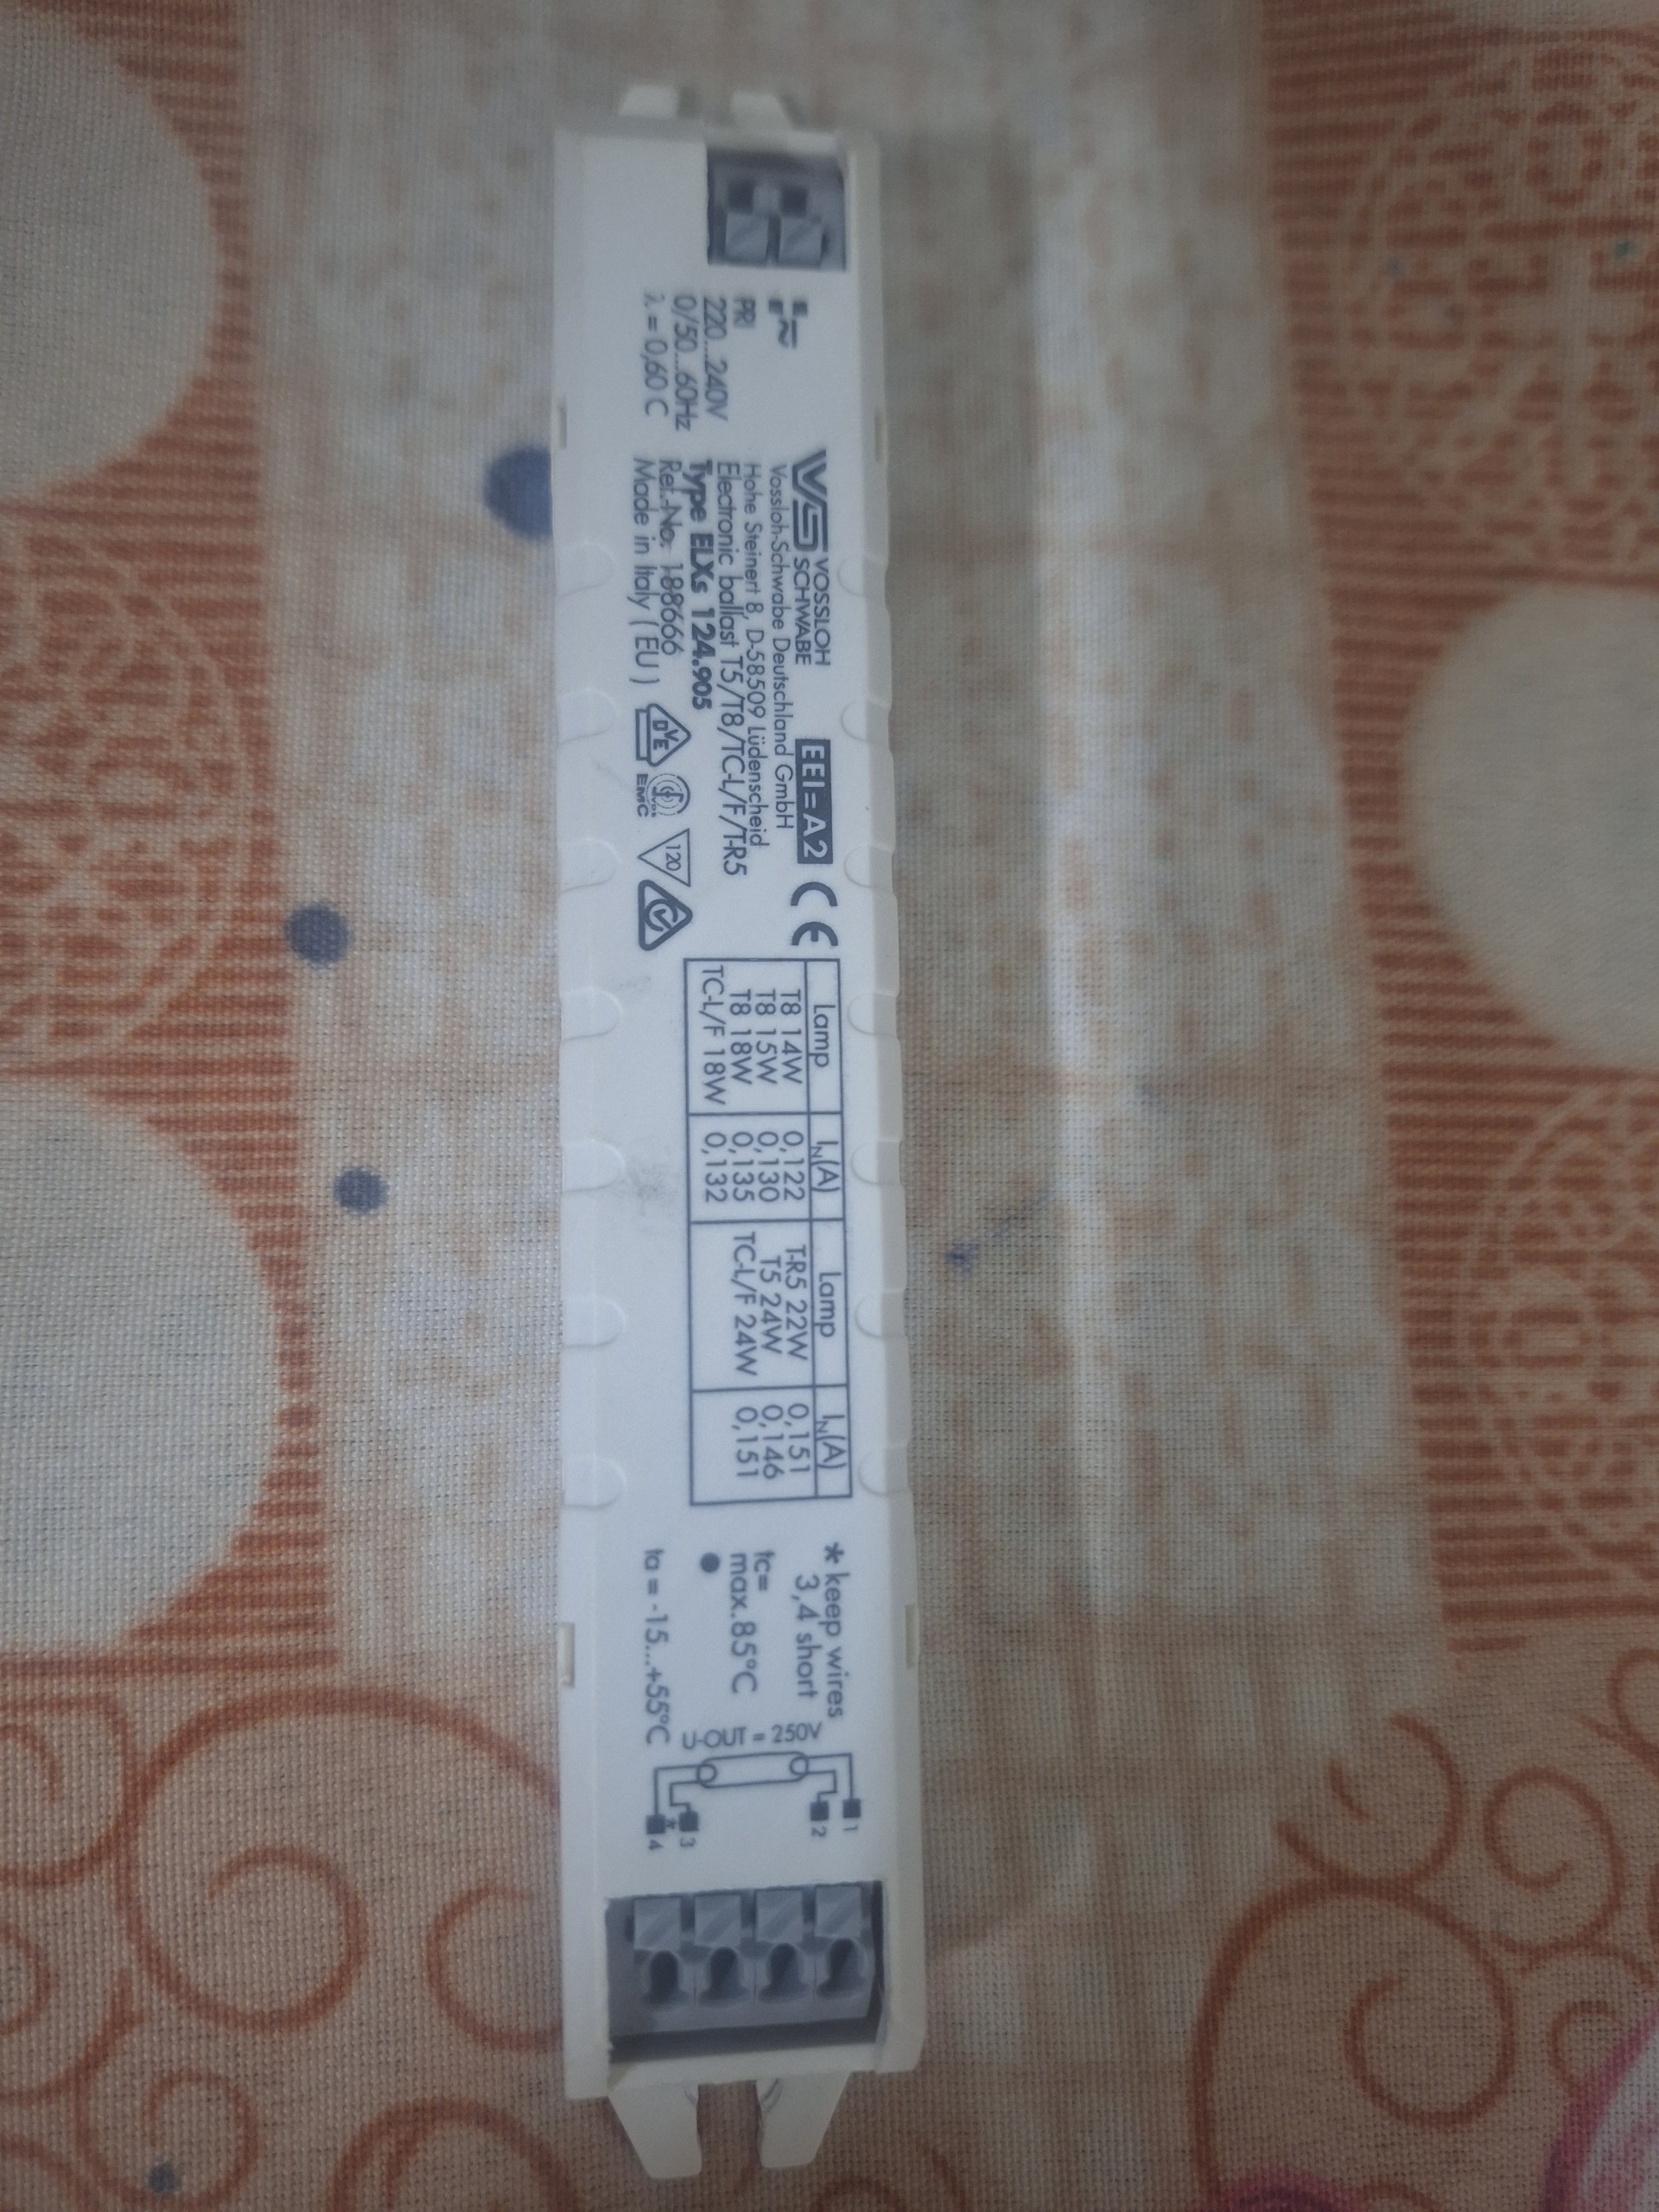 PRI
220...240V
0/50...60Hz
λ = 0,60 C
VS VOSSLOH
SCHWABE
EEI = A2 CE
Vossloh-Schwabe Deutschland GmbH
Hohe Steinert 8, D-58509 Lüdenscheid
Electronic ballast T5/T8/TC-L/F/T-R5
Type ELXs 124.905
Ref.-No. 188666
Made in Italy ( EU )
DVE
EMC
120
Lamp IN(A) Lamp IN(A)
T8 14W 0,122 T-R5 22W 0,151
T8 15W 0,130 T5 24W 0,146
T8 18W 0,135 TC-L/F 24W 0,151
TC-L/F 18W 0,132
* keep wires
3,4 short
tc=
max.85°C
ta = -15...+55°C
U-OUT = 250V
1
2
3
* 4